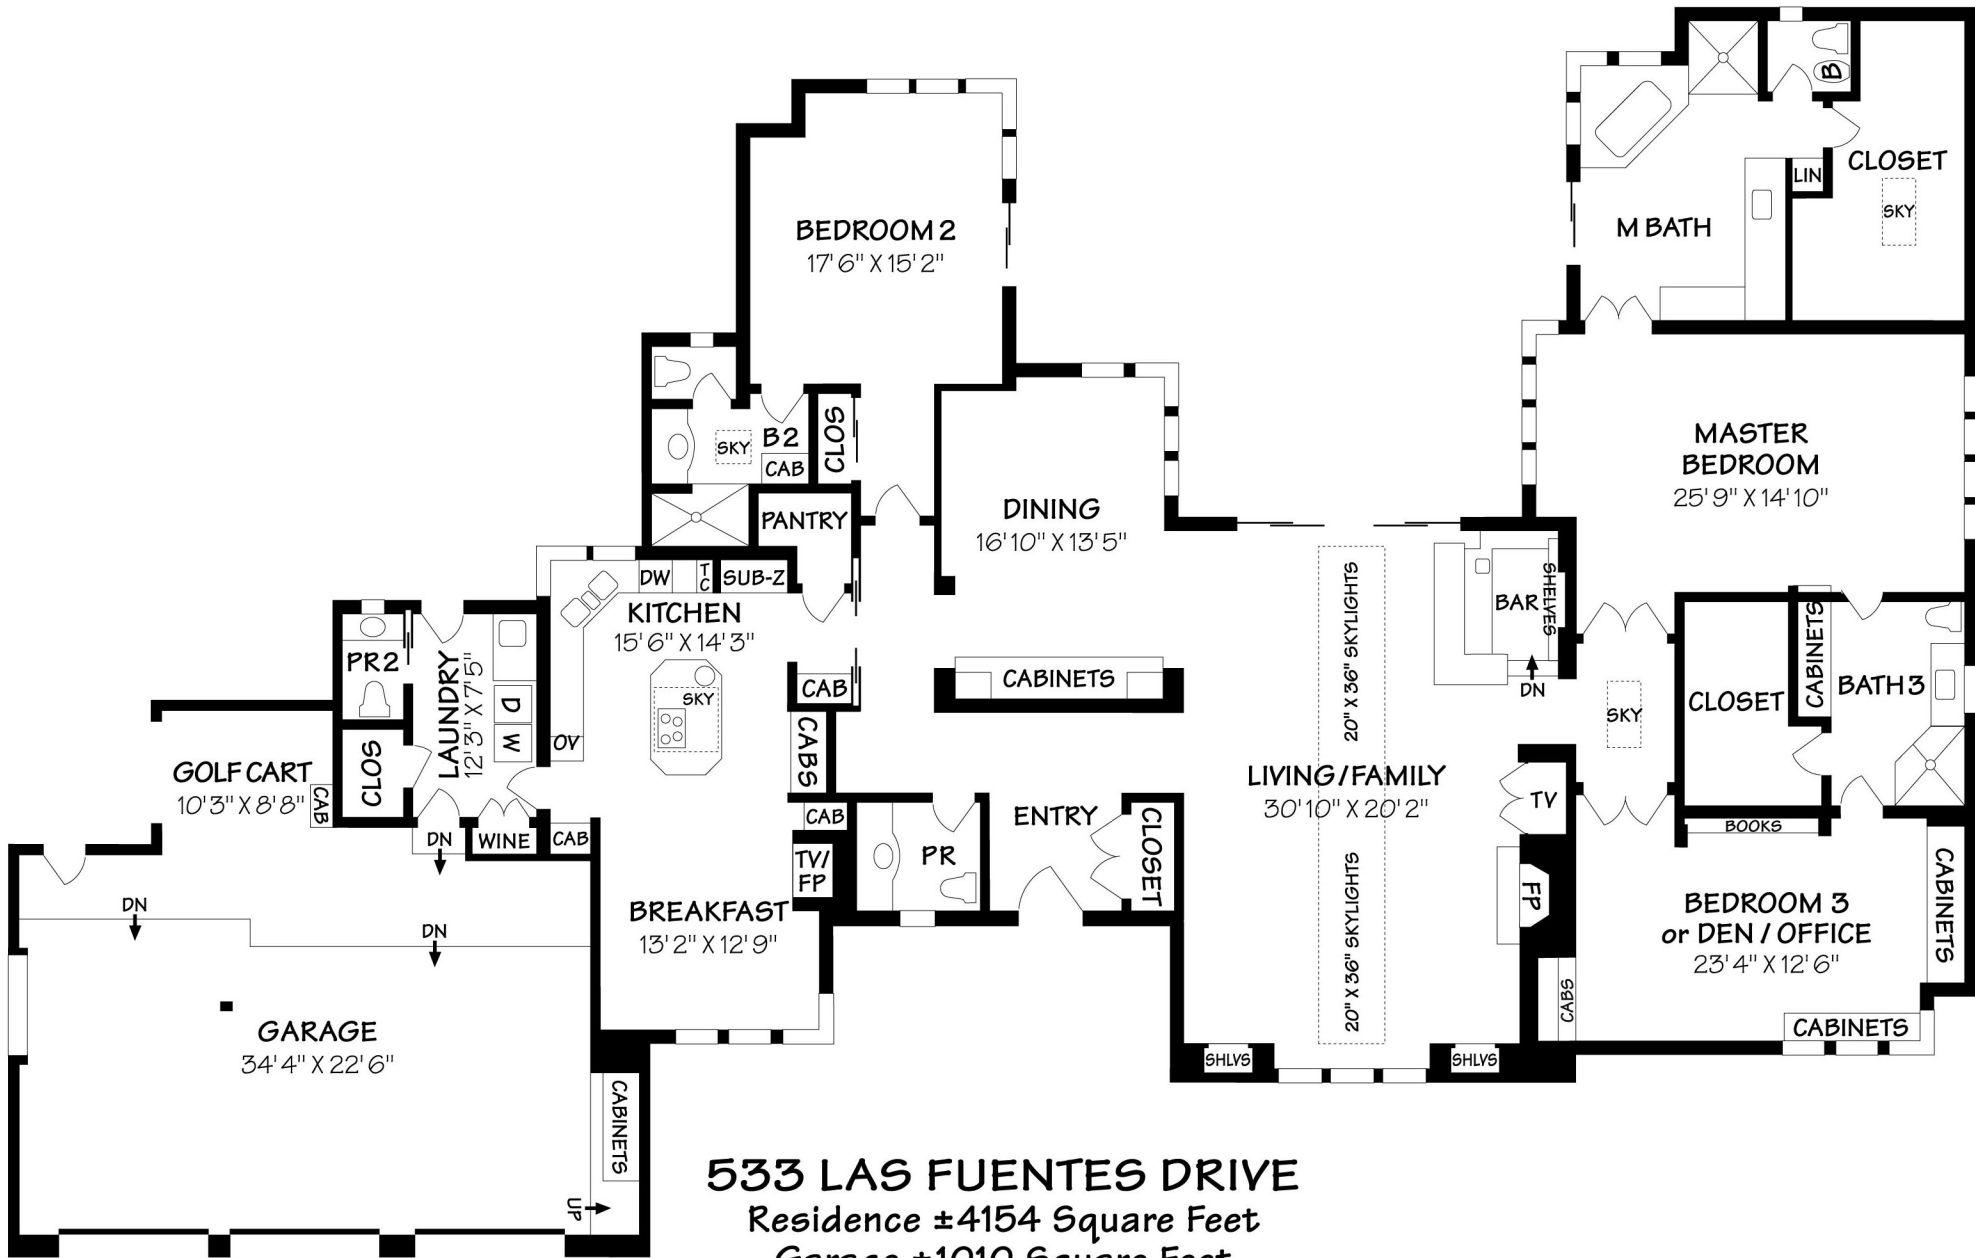 B
CLOSET
LIN
SKY
M BATH
BEDROOM 2
17'6" X 15'2"
B2
SKY
CAB
CLOS
MASTER
BEDROOM
25'9" X 14'10"
PANTRY
DINING
16'10" X 13'5"
DW
TC
SUB-Z
KITCHEN
15'6" X 14'3"
SKY
20" X 36" SKYLIGHTS
BAR
SHELVES
DN
PR2
LAUNDRY
12'3" X 7'5"
D
W
OV
CAB
CABS
CABINETS
CLOSET
CABINETS
BATH 3
SKY
GOLF CART
10'3" X 8'8"
CAB
CLOS
DN
WINE
CAB
CAB
TV/
FP
PR
ENTRY
CLOSET
LIVING/FAMILY
30'10" X 20'2"
TV
BOOKS
20" X 36" SKYLIGHTS
FP
BREAKFAST
13'2" X 12'9"
BEDROOM 3
or DEN / OFFICE
23'4" X 12'6"
CABINETS
CABS
CABINETS
DN
DN
GARAGE
34'4" X 22'6"
CABINETS
UP
SHLVS
SHLVS
533 LAS FUENTES DRIVE
Residence ±4154 Square Feet
Garage ±1010 Square Feet